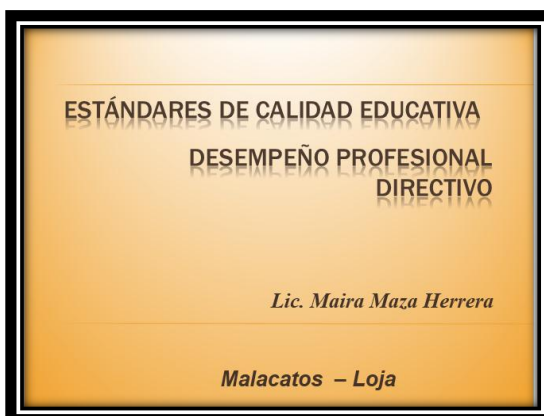 ESTÁNDARES DE CALIDAD EDUCATIVA
DESEMPEÑO PROFESIONAL
DIRECTIVO
Lic. Maira Maza Herrera
Malacatos – Loja